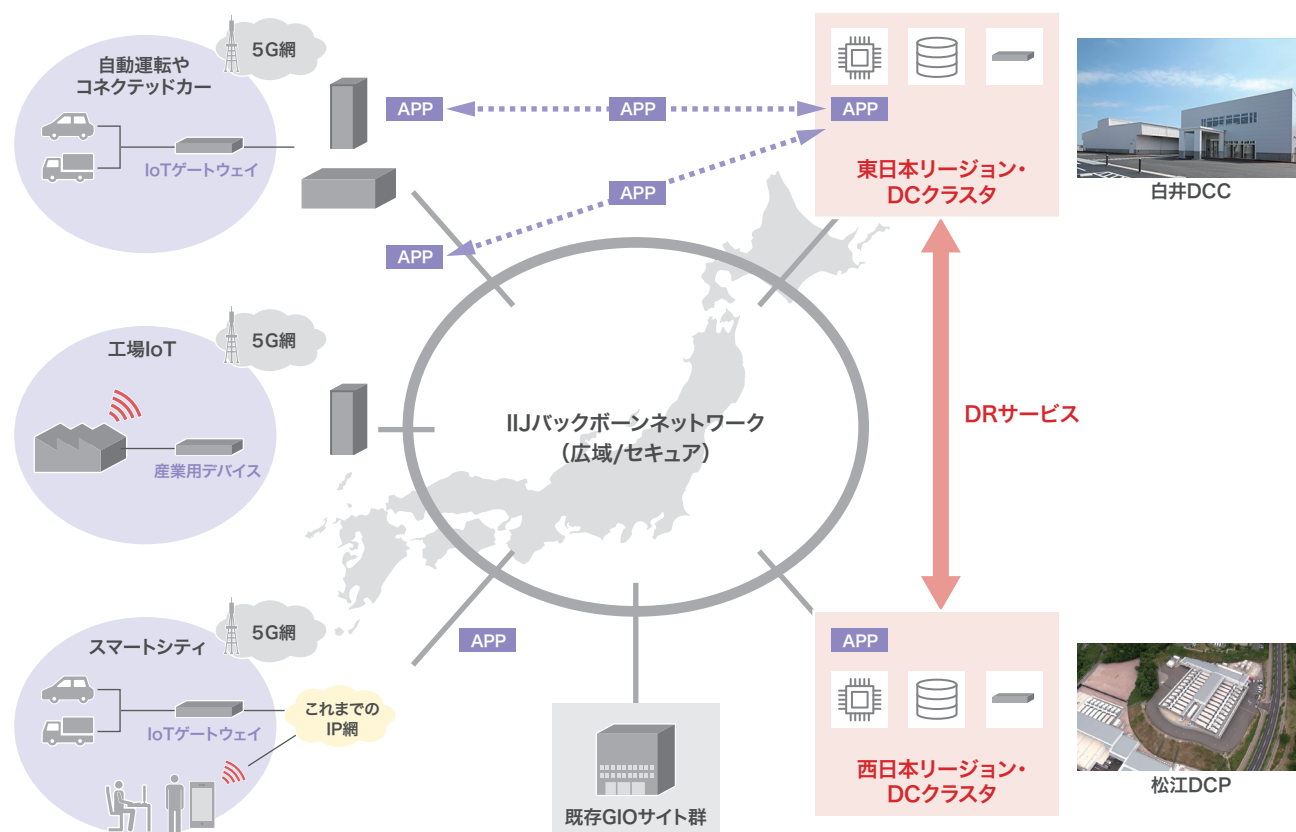 5G網
自動運転や
コネクテッドカー
IoTゲートウェイ
APP
APP
APP
東日本リージョン・
DCクラスタ
白井DCC
APP
APP
5G網
工場IoT
産業用デバイス
IIJバックボーンネットワーク
（広域/セキュア）
DRサービス
5G網
スマートシティ
IoTゲートウェイ
これまでの
IP網
APP
既存GIOサイト群
APP
西日本リージョン・
DCクラスタ
松江DCP